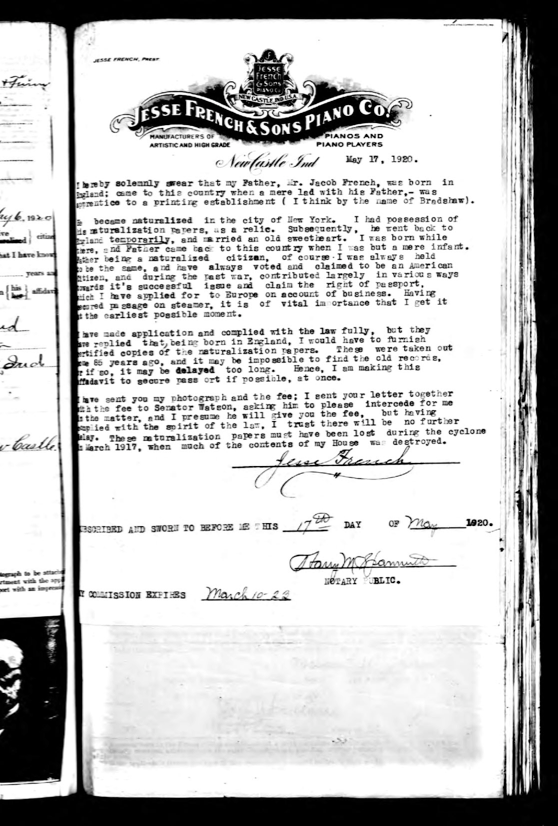 JESSE FRENCH, PREST
JESSE
FRENCH
& SONS
PIANO CO.
NEW CASTLE, IND. U.S.A.
JESSE FRENCH & SONS PIANO CO.
MANUFACTURERS OF
ARTISTIC AND HIGH GRADE
PIANOS AND
PIANO PLAYERS
New Castle Ind
May 17, 1920.
I hereby solemnly swear that my Father, Mr. Jacob French, was born in
England; came to this country when a mere lad with his Father,- was
apprentice to a printing establishment ( I think by the name of Bradshaw).
became naturalized in the city of New York. I had possession of
his naturalization papers, as a relic. Subsequently, he went back to
England temporarily, and married an old sweetheart. I was born while
there, and Father came back to this country when I was but a mere infant.
Father being a naturalized citizen, of course I was always held
to be the same, and have always voted and claimed to be an American
Citizen, and during the past war, contributed largely in various ways
towards it's successful issue and claim the right of passport,
which I have applied for to Europe on account of business. Having
secured passage on steamer, it is of vital importance that I get it
at the earliest possible moment.
I have made application and complied with the law fully, but they
have replied that, being born in England, I would have to furnish
certified copies of the naturalization papers. These were taken out
some 85 years ago, and it may be impossible to find the old records,
or if so, it may be delayed too long. Hence, I am making this
affadavit to secure pass ort if possible, at once.
I have sent you my photograph and the fee; I sent your letter together
with the fee to Senator Watson, asking him to please intercede for me
in the matter, and I presume he will give you the fee, but having
complied with the spirit of the law, I trust there will be no further
delay. These naturalization papers must have been lost during the cyclone
in March 1917, when much of the contents of my House was destroyed.
Jesse French
SUBSCRIBED AND SWORN TO BEFORE ME THIS 17th DAY OF May 1920.
NOTARY PUBLIC.
MY COMMISSION EXPIRES March 10-23